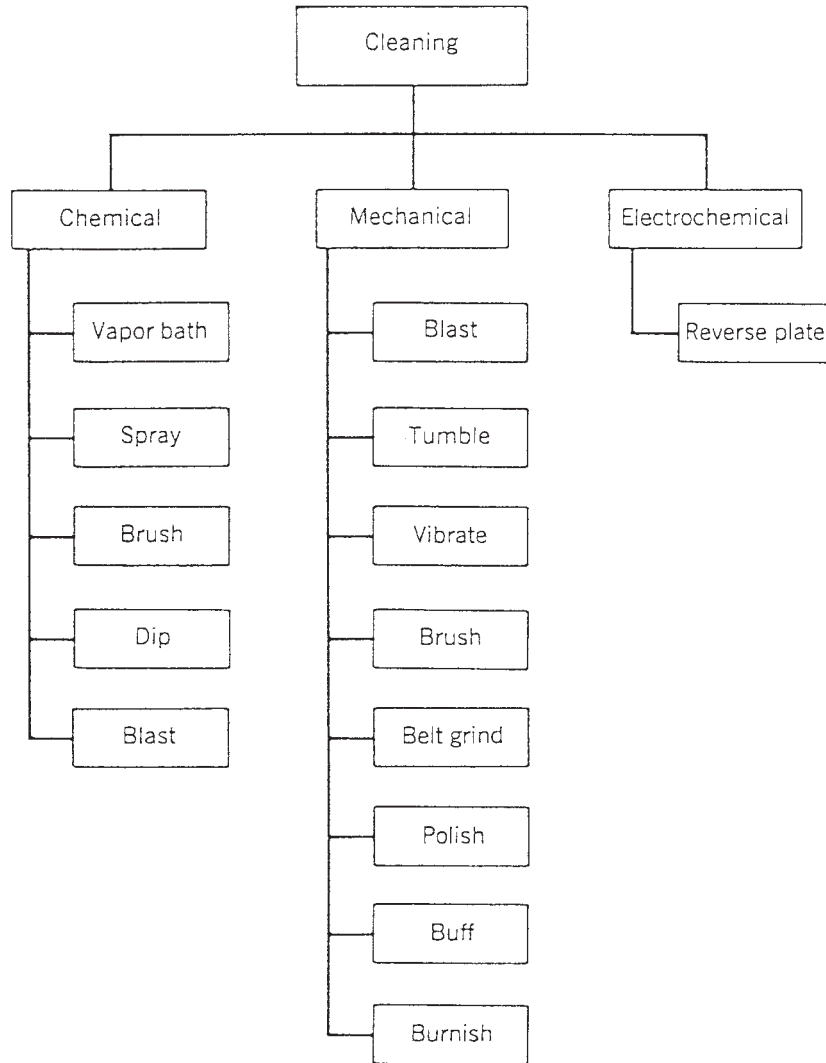 Cleaning
Chemical
Mechanical
Electrochemical
Vapor bath
Spray
Brush
Dip
Blast
Blast
Tumble
Vibrate
Brush
Belt grind
Polish
Buff
Burnish
Reverse plate